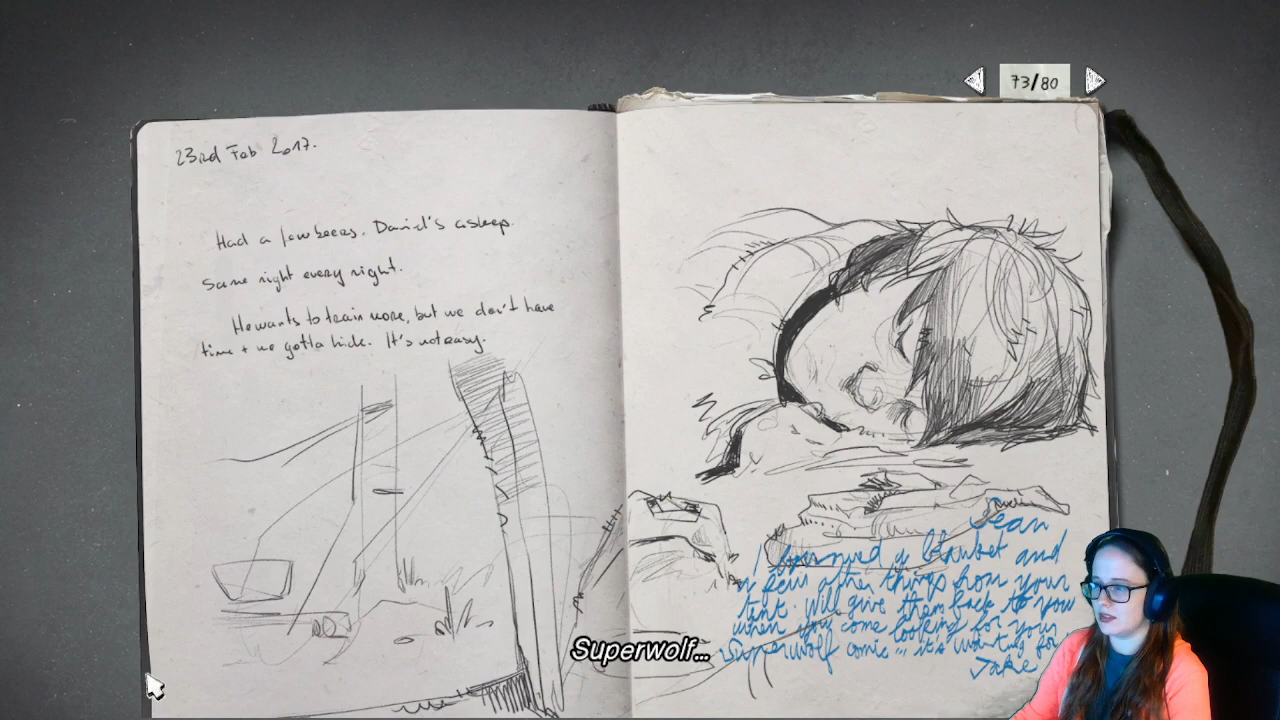 73/80
23rd Feb 2017.
Had a few beers. David's asleep.
Same night every night.
He wants to train more, but we don't have
time + we gotta hide. It's not easy.
Sean
I borrowed a blanket and
a few other things from your
tent. Will give them back to you
when you come looking for your
Superwolf comic... it's waiting for
Jake
Superwolf...